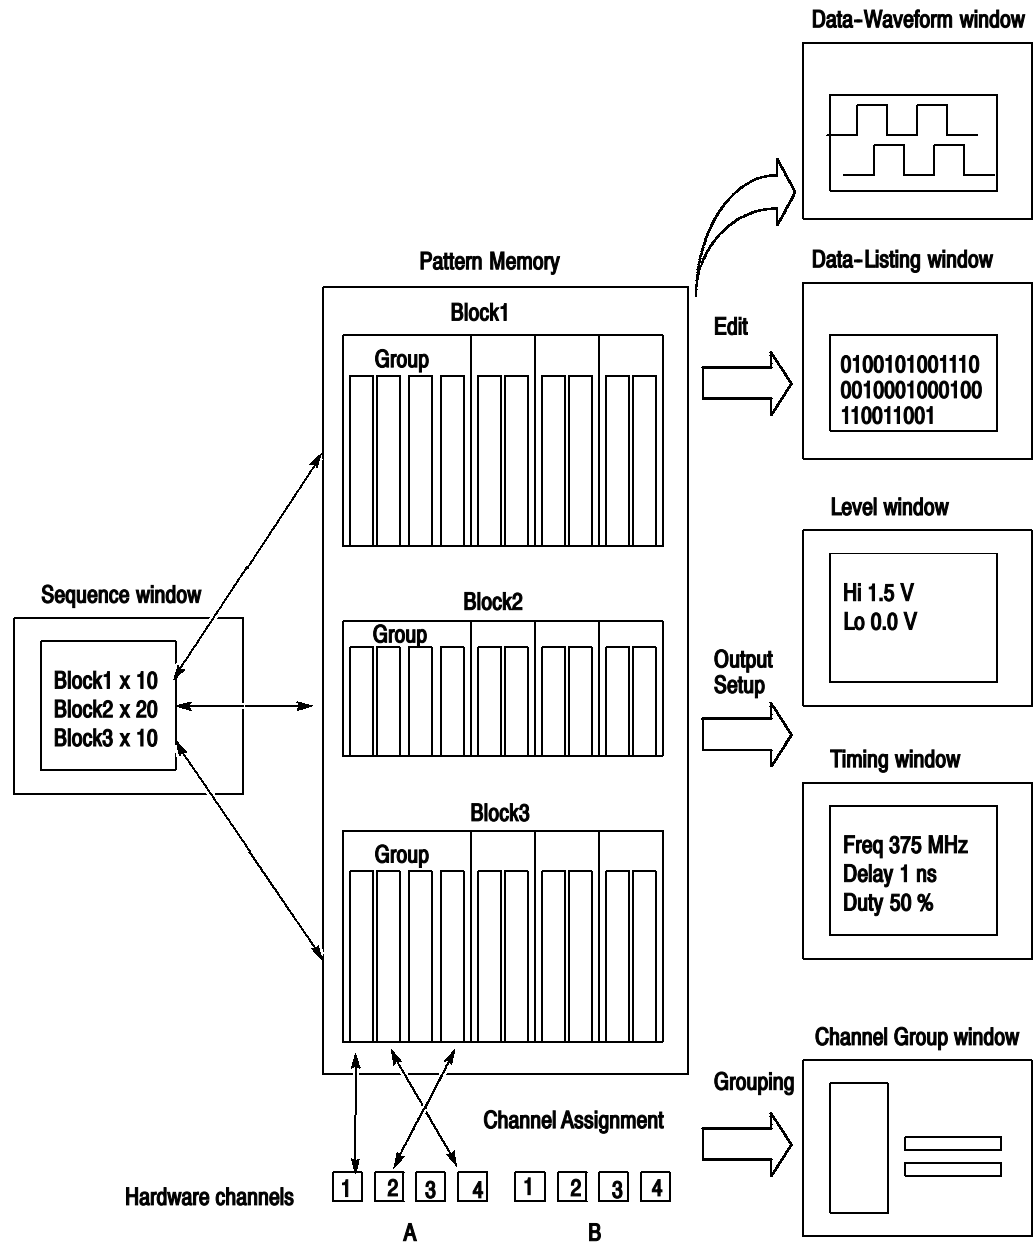 Data-Waveform window
Pattern Memory
Data-Listing window
Block1
Edit
Group
0100101001110
0010001000100
110011001
Level window
Hi 1.5 V
Lo 0.0 V
Sequence window
Block2
Group
Output
Setup
Block1 x 10
Block2 x 20
Block3 x 10
Timing window
Block3
Group
Freq 375 MHz
Delay 1 ns
Duty 50 %
Channel Group window
Grouping
Channel Assignment
Hardware channels
1 2 3 4 1 2 3 4
A B